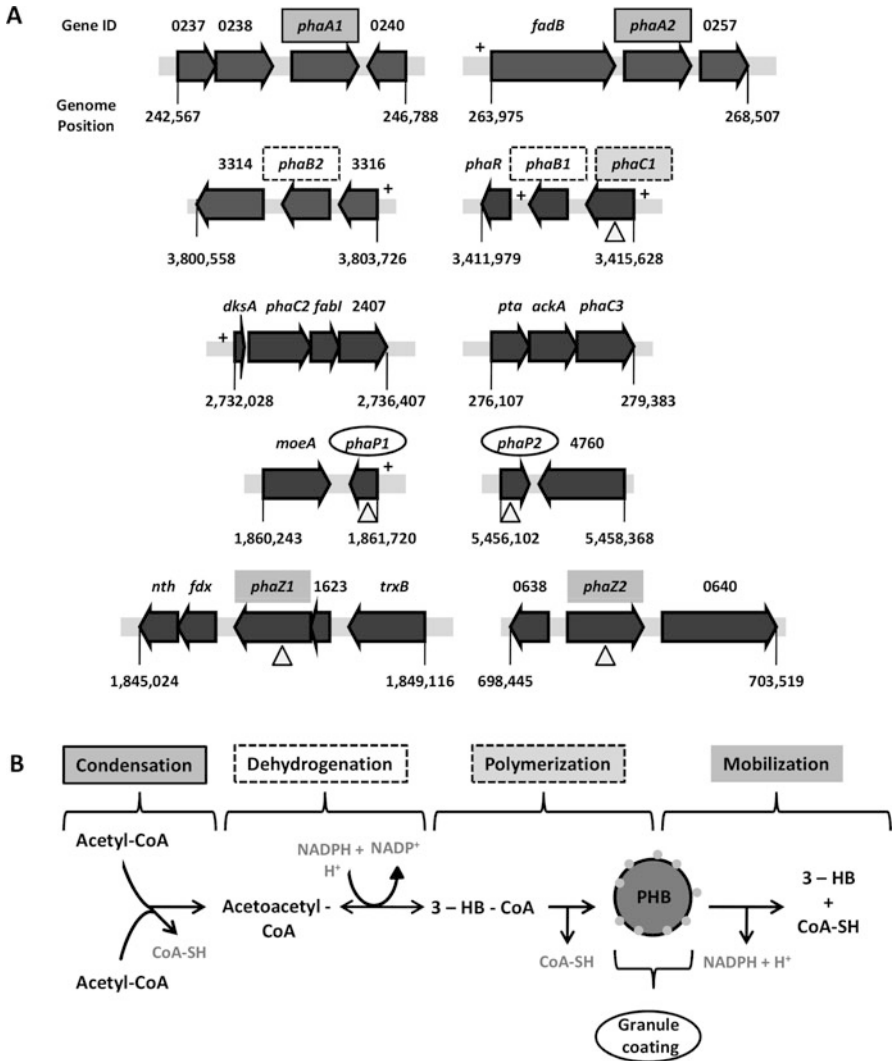 A
Gene ID
0237 0238 phaA1 0240
fadB phaA2 0257
+
Genome
Position
242,567 246,788
263,975 268,507
3314 phaB2 3316
+
phaR phaB1 phaC1
+ +
3,800,558 3,803,726
3,411,979 3,415,628
dksA phaC2 fabI 2407
+
pta ackA phaC3
2,732,028 2,736,407
276,107 279,383
moeA phaP1
+
phaP2 4760
1,860,243 1,861,720
5,456,102 5,458,368
nth fdx phaZ1 1623 trxB
0638 phaZ2 0640
1,845,024 1,849,116
698,445 703,519
B
Condensation Dehydrogenation Polymerization Mobilization
Acetyl-CoA
NADPH + NADP⁺
H⁺
Acetoacetyl -
CoA
3 – HB - CoA
PHB
3 – HB
+
CoA-SH
CoA-SH
CoA-SH
NADPH + H⁺
Acetyl-CoA
Granule
coating